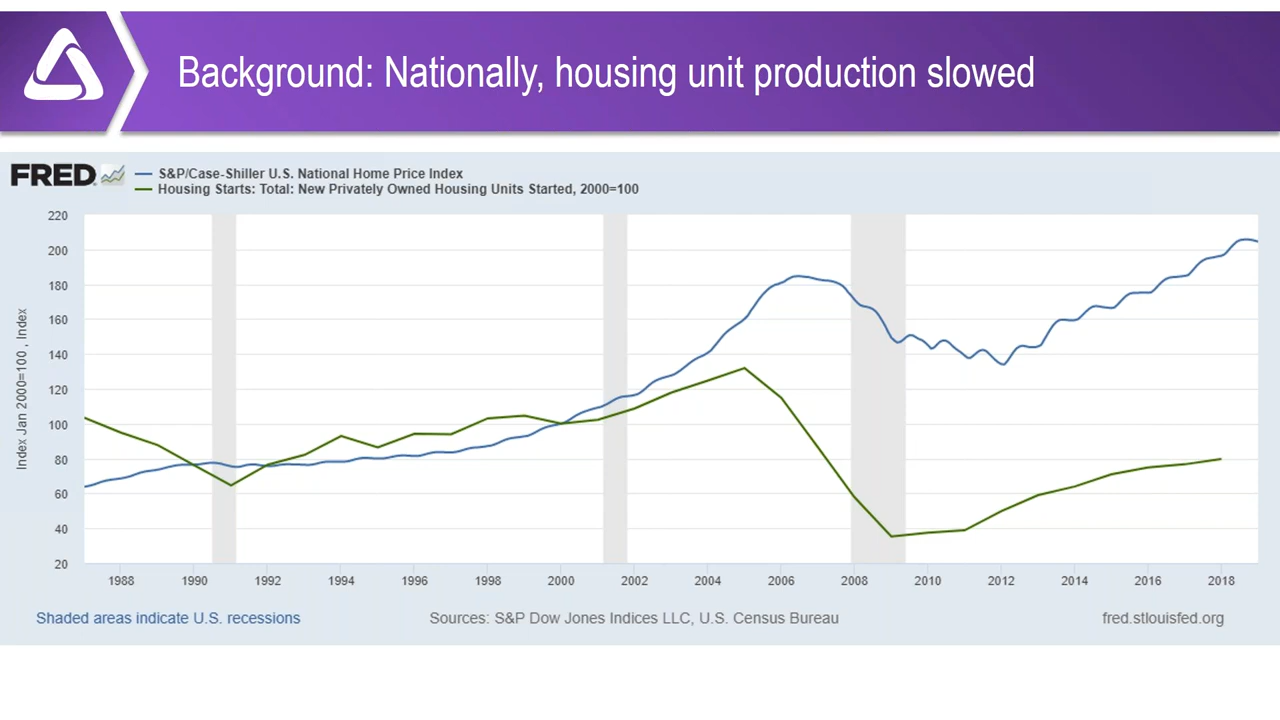 Background: Nationally, housing unit production slowed
FRED
S&P/Case-Shiller U.S. National Home Price Index
Housing Starts: Total: New Privately Owned Housing Units Started, 2000=100
220
200
180
160
140
120
100
80
60
40
20
Index Jan 2000=100 , Index
1988 1990 1992 1994 1996 1998 2000 2002 2004 2006 2008 2010 2012 2014 2016 2018
Shaded areas indicate U.S. recessions Sources: S&P Dow Jones Indices LLC, U.S. Census Bureau fred.stlouisfed.org